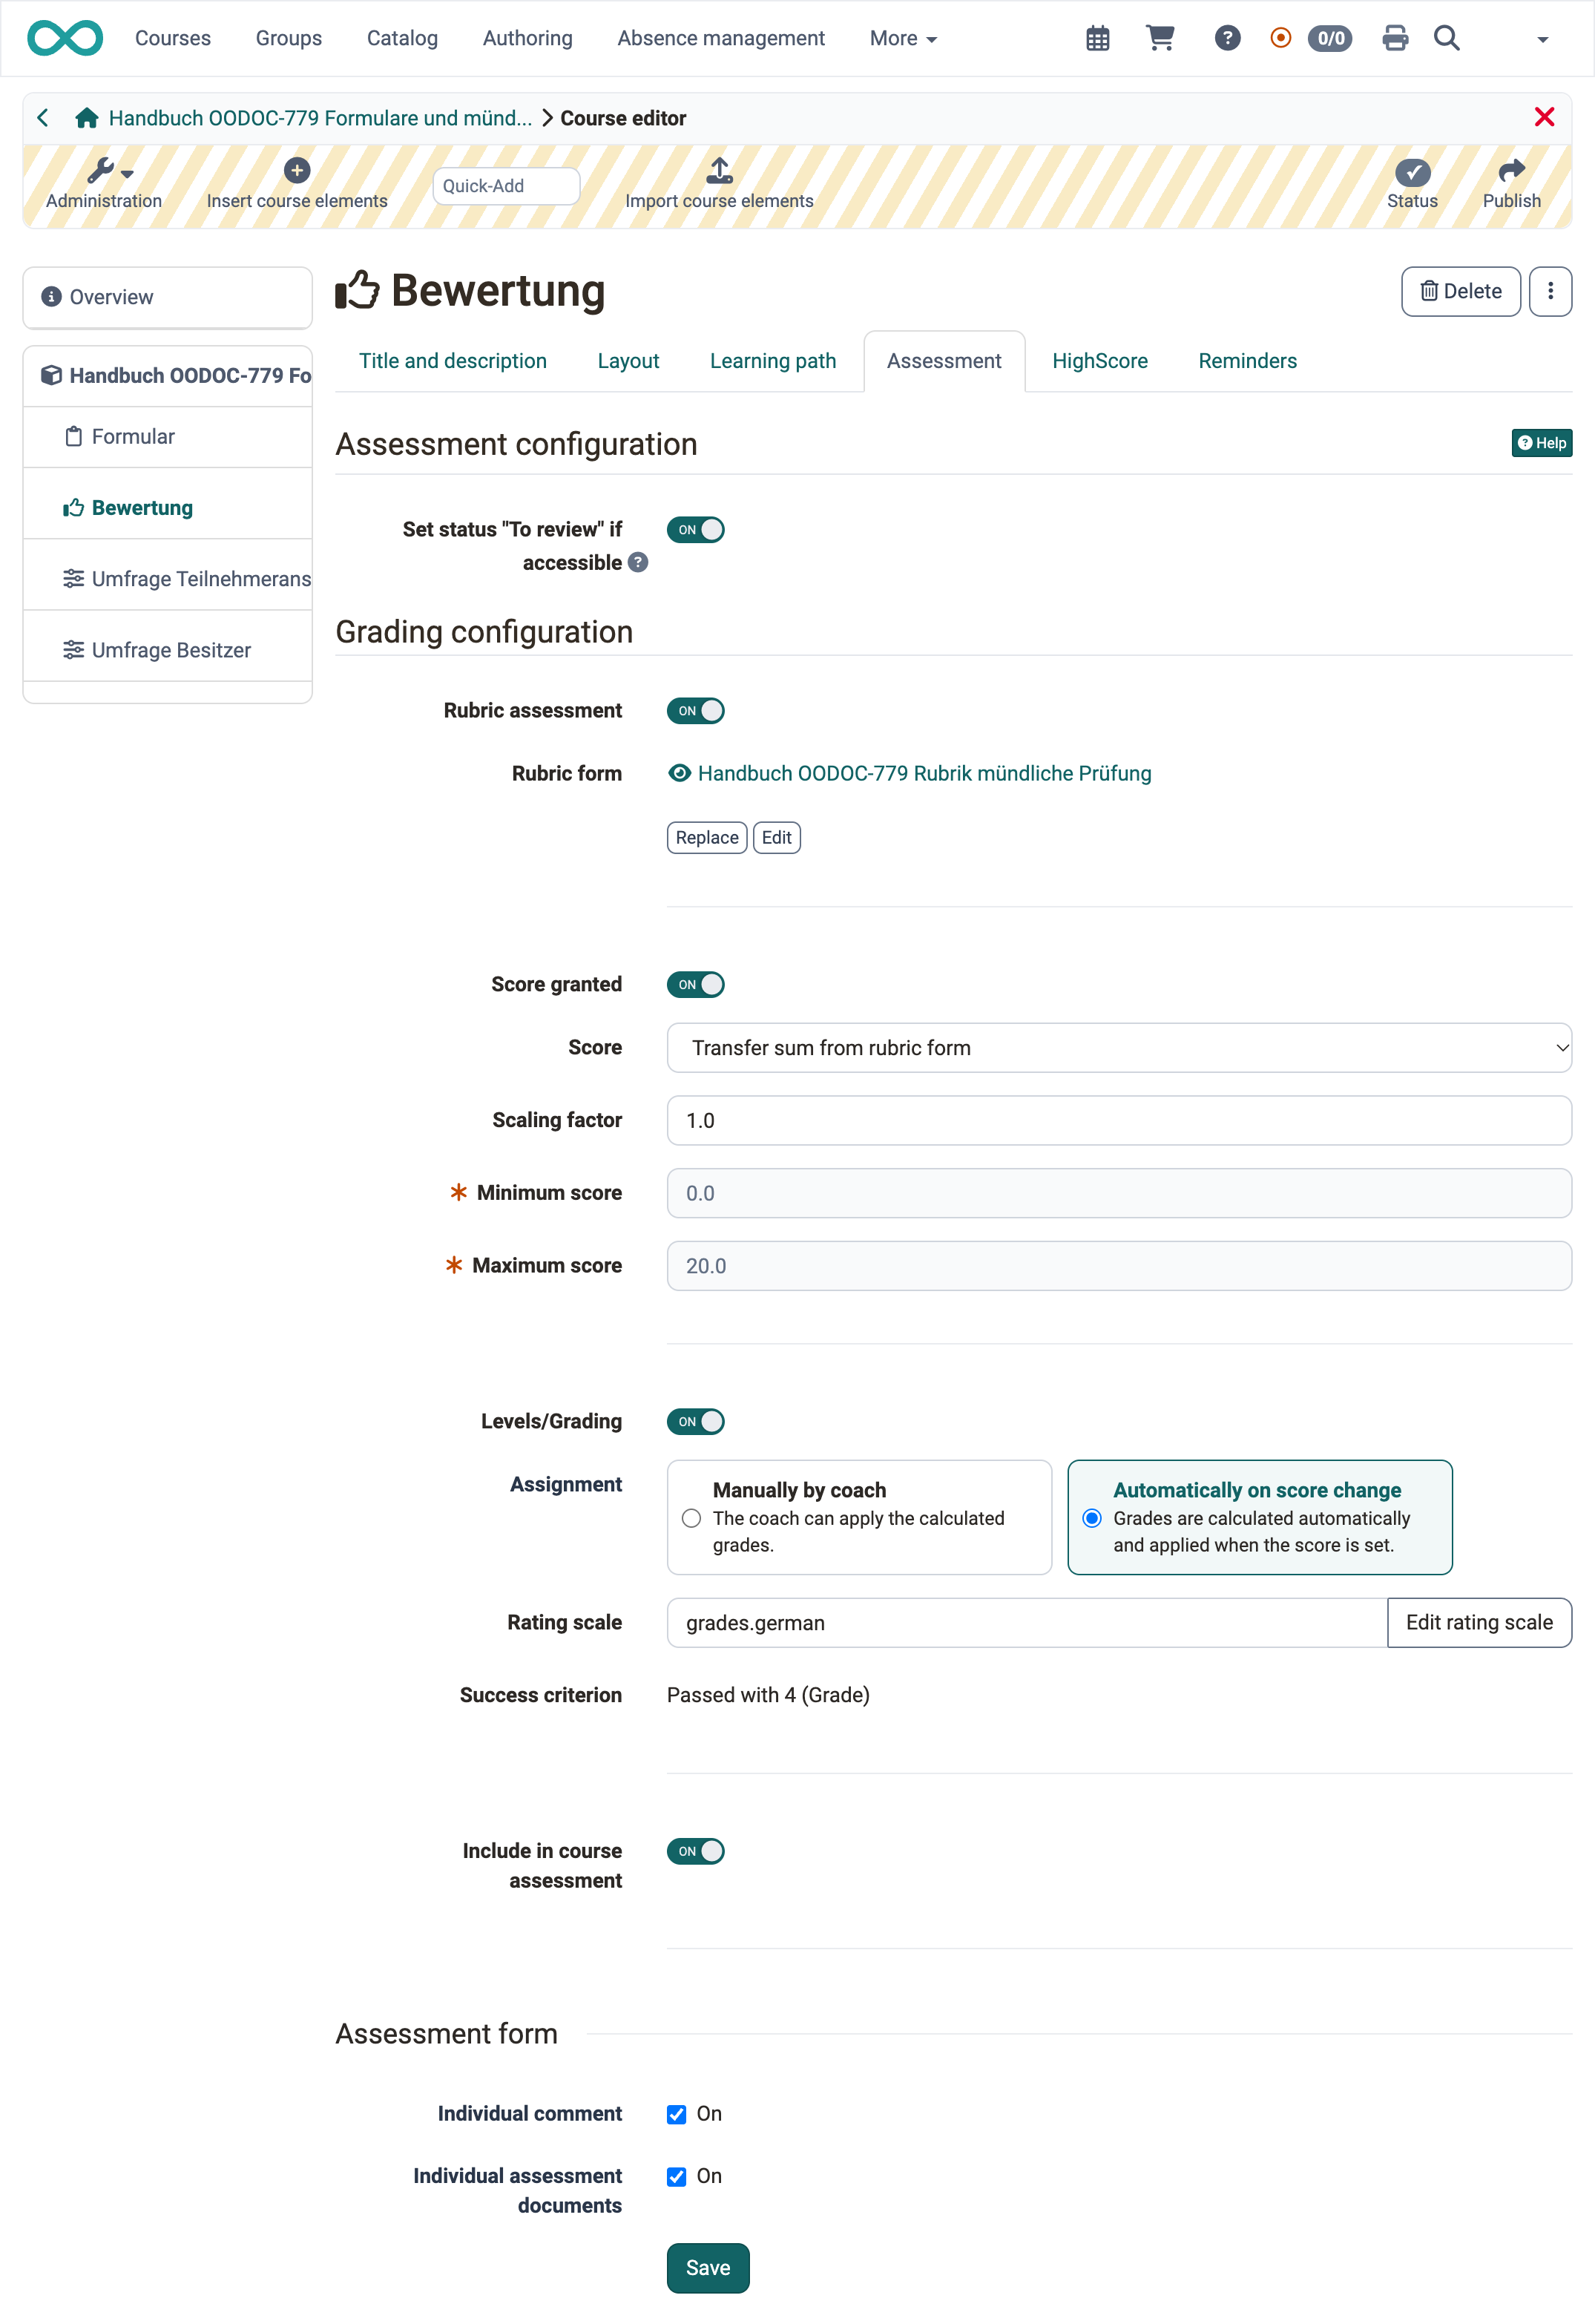 Courses Groups Catalog Authoring Absence management More 0/0
Handbuch OODOC-779 Formulare und münd... Course editor
Administration Insert course elements Quick-Add Import course elements Status Publish
Overview
Handbuch OODOC-779 Fo
Formular
Bewertung
Umfrage Teilnehmerans
Umfrage Besitzer
Bewertung
Delete
Title and description Layout Learning path Assessment HighScore Reminders
Assessment configuration
Help
Set status "To review" if
accessible
ON
Grading configuration
Rubric assessment ON
Rubric form Handbuch OODOC-779 Rubrik mündliche Prüfung
Replace Edit
Score granted ON
Score Transfer sum from rubric form
Scaling factor 1.0
Minimum score 0.0
Maximum score 20.0
Levels/Grading ON
Assignment
Manually by coach
The coach can apply the calculated
grades.
Automatically on score change
Grades are calculated automatically
and applied when the score is set.
Rating scale grades.german Edit rating scale
Success criterion Passed with 4 (Grade)
Include in course
assessment
ON
Assessment form
Individual comment On
Individual assessment
documents
On
Save